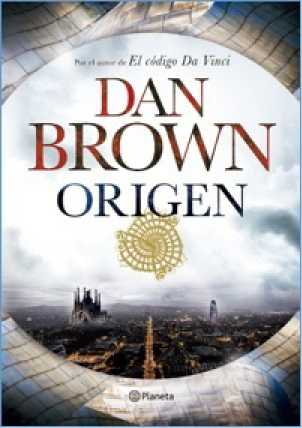 Por el autor de El código Da Vinci
DAN
BROWN
ORIGEN
Planeta